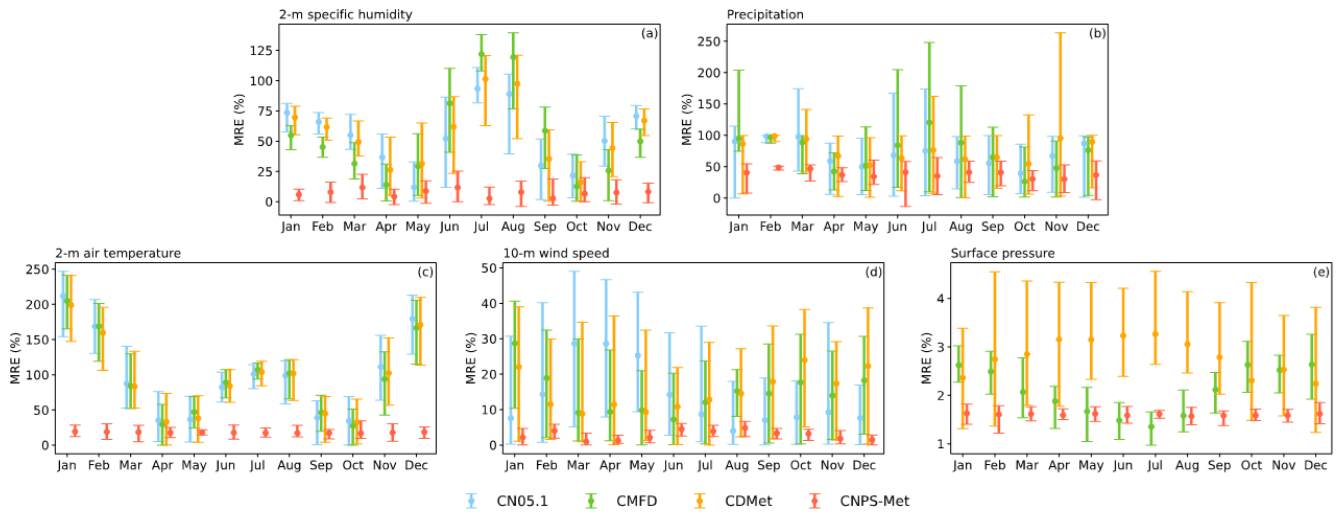 2-m specific humidity
(a)
MRE (%)
125
100
75
50
25
0
Jan Feb Mar Apr May Jun Jul Aug Sep Oct Nov Dec
Precipitation
(b)
MRE (%)
250
200
150
100
50
0
Jan Feb Mar Apr May Jun Jul Aug Sep Oct Nov Dec
2-m air temperature
(c)
MRE (%)
250
200
150
100
50
0
Jan Feb Mar Apr May Jun Jul Aug Sep Oct Nov Dec
10-m wind speed
(d)
MRE (%)
50
40
30
20
10
0
Jan Feb Mar Apr May Jun Jul Aug Sep Oct Nov Dec
Surface pressure
(e)
MRE (%)
4
3
2
1
Jan Feb Mar Apr May Jun Jul Aug Sep Oct Nov Dec
CN05.1 CMFD CDMet CNPS-Met